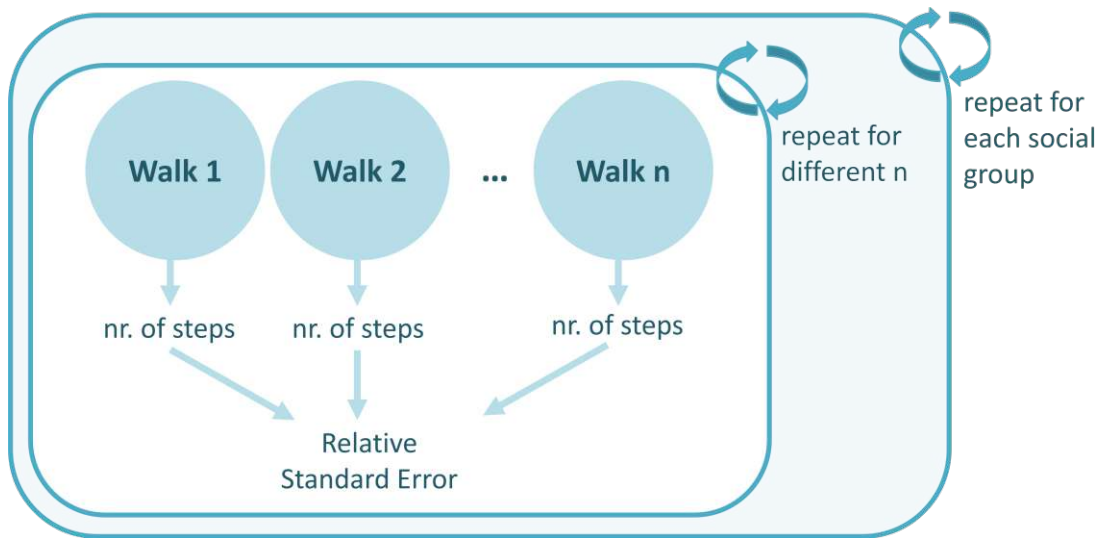 Walk 1
Walk 2
...
Walk n
nr. of steps
nr. of steps
nr. of steps
Relative
Standard Error
repeat for
different n
repeat for
each social
group